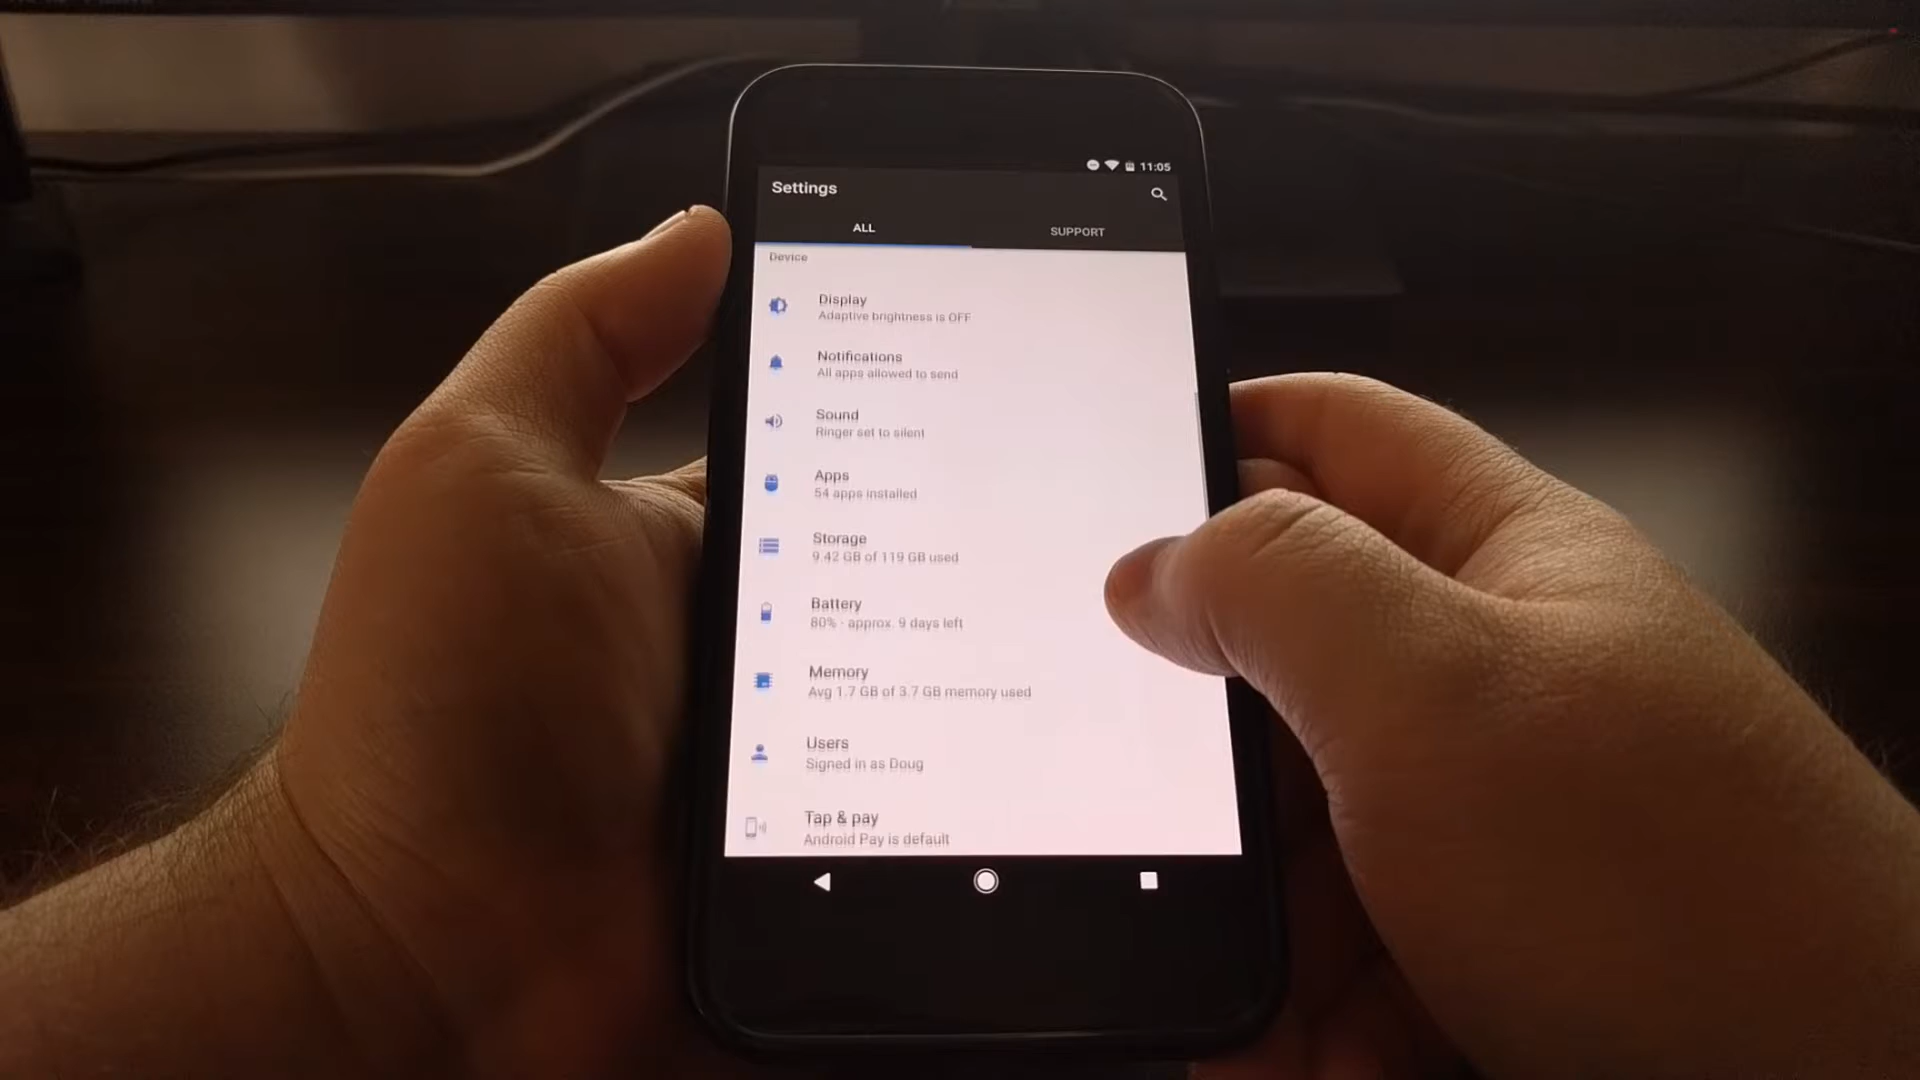 11:05
Settings
ALL
SUPPORT
Device
Display
Adaptive brightness is OFF
Notifications
All apps allowed to send
Sound
Ringer set to silent
Apps
54 apps installed
Storage
9.42 GB of 119 GB used
Battery
80% - approx. 9 days left
Memory
Avg 1.7 GB of 3.7 GB memory used
Users
Signed in as Doug
Tap & pay
Android Pay is default